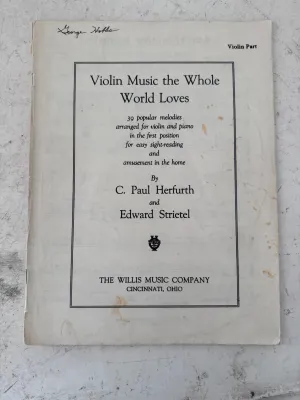 George
Violin Part
Violin Music the Whole
World Loves
39 popular melodies
arranged for violin and piano
in the first position
for easy sight-reading
and
amusement in the home
By
C. Paul Herfurth
and
Edward Strietel
THE WILLIS MUSIC COMPANY
CINCINNATI, OHIO